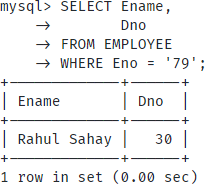 mysql> SELECT Ename,
    ->        Dno
    -> FROM EMPLOYEE
    -> WHERE Eno = '79';
+-------------+------+
| Ename       | Dno  |
+-------------+------+
| Rahul Sahay |   30 |
+-------------+------+
1 row in set (0.00 sec)